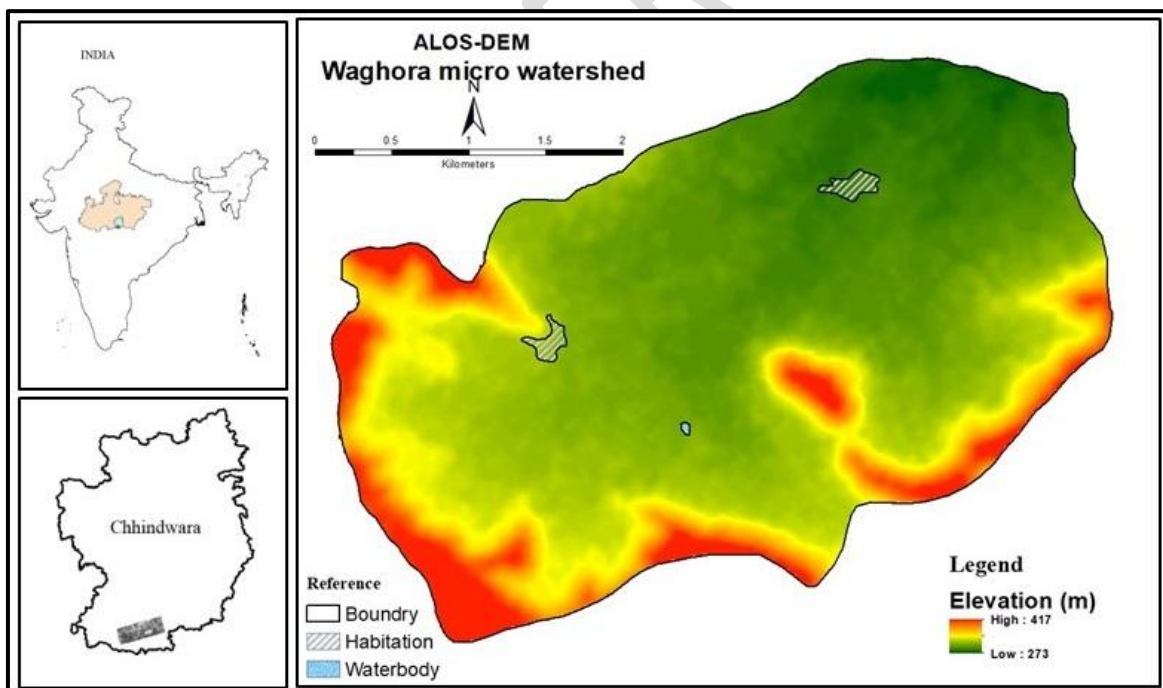 INDIA
Chhindwara
ALOS-DEM
Waghora micro watershed
N
0 0.5 1 1.5 2
Kilometers
Reference
Boundry
Habitation
Waterbody
Legend
Elevation (m)
High : 417
Low : 273